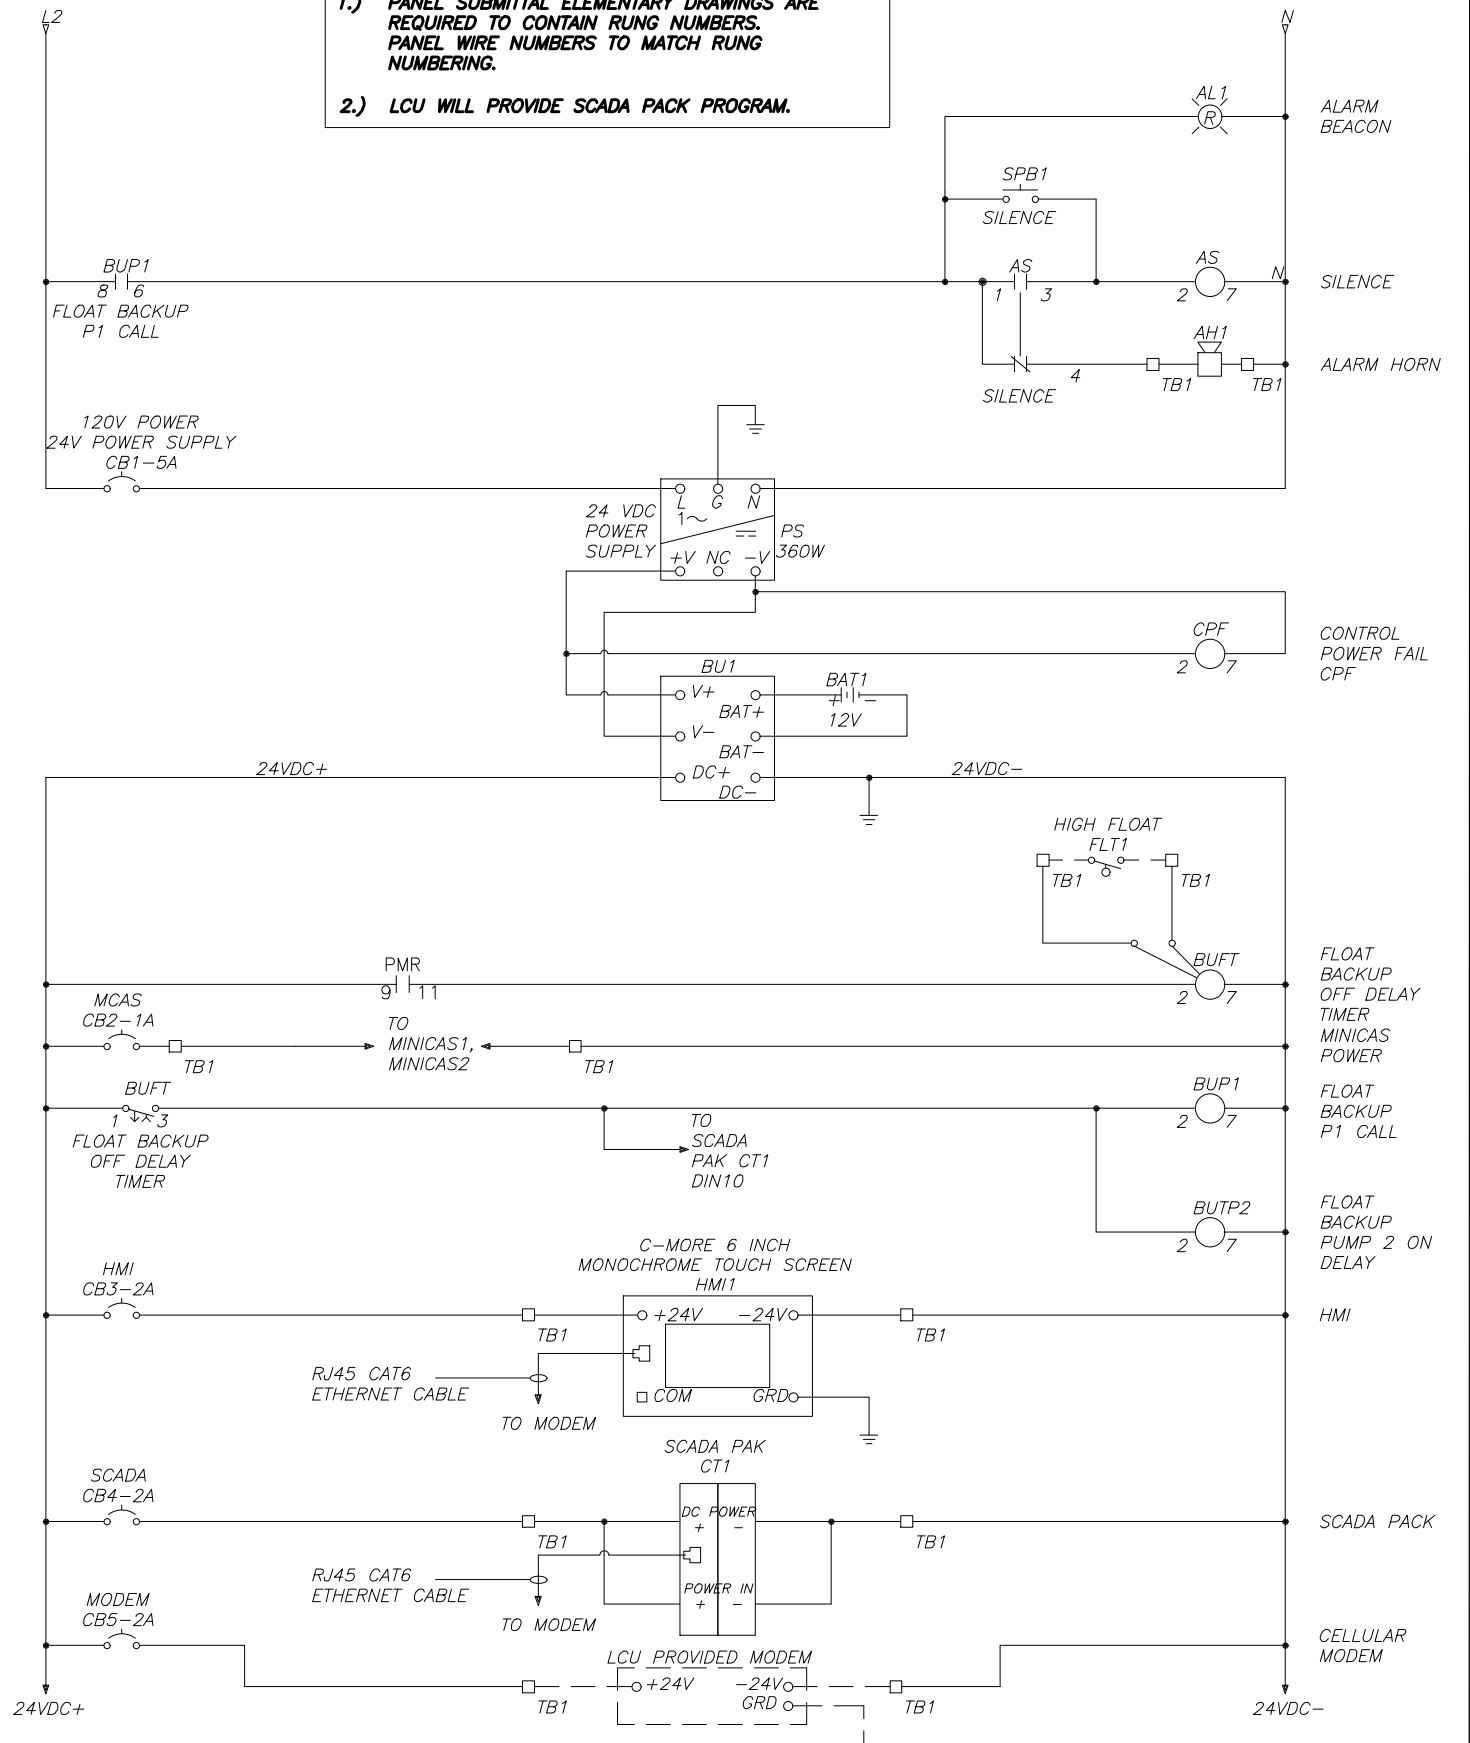 L2
N
1.) PANEL SUBMITTAL ELEMENTARY DRAWINGS ARE
REQUIRED TO CONTAIN RUNG NUMBERS.
PANEL WIRE NUMBERS TO MATCH RUNG
NUMBERING.
2.) LCU WILL PROVIDE SCADA PACK PROGRAM.
AL1
R
ALARM
BEACON
SPB1
SILENCE
BUP1
8 6
FLOAT BACKUP
P1 CALL
AS
1 3
AS
2 7
N
SILENCE
AH1
4
TB1
TB1
ALARM HORN
SILENCE
120V POWER
24V POWER SUPPLY
CB1-5A
L G N
1
24 VDC
POWER
SUPPLY
PS
360W
+V NC -V
CPF
2 7
CONTROL
POWER FAIL
CPF
BU1
V+
BAT+
V-
BAT-
DC+
DC-
BAT1
+ -
12V
24VDC+
24VDC-
HIGH FLOAT
FLT1
TB1
TB1
PMR
9 11
BUFT
2 7
FLOAT
BACKUP
OFF DELAY
TIMER
MINICAS
POWER
MCAS
CB2-1A
TB1
TO
MINICAS1,
MINICAS2
TB1
BUFT
1 3
FLOAT BACKUP
OFF DELAY
TIMER
TO
SCADA
PAK CT1
DIN10
BUP1
2 7
FLOAT
BACKUP
P1 CALL
BUTP2
2 7
FLOAT
BACKUP
PUMP 2 ON
DELAY
C-MORE 6 INCH
MONOCHROME TOUCH SCREEN
HMI1
HMI
CB3-2A
TB1
+24V -24V
TB1
HMI
RJ45 CAT6
ETHERNET CABLE
COM GRD
TO MODEM
SCADA PAK
CT1
SCADA
CB4-2A
TB1
DC POWER
+ -
TB1
SCADA PACK
RJ45 CAT6
ETHERNET CABLE
POWER IN
+ -
TO MODEM
MODEM
CB5-2A
CELLULAR
MODEM
LCU PROVIDED MODEM
TB1
+24V -24V
GRD
TB1
24VDC+
24VDC-